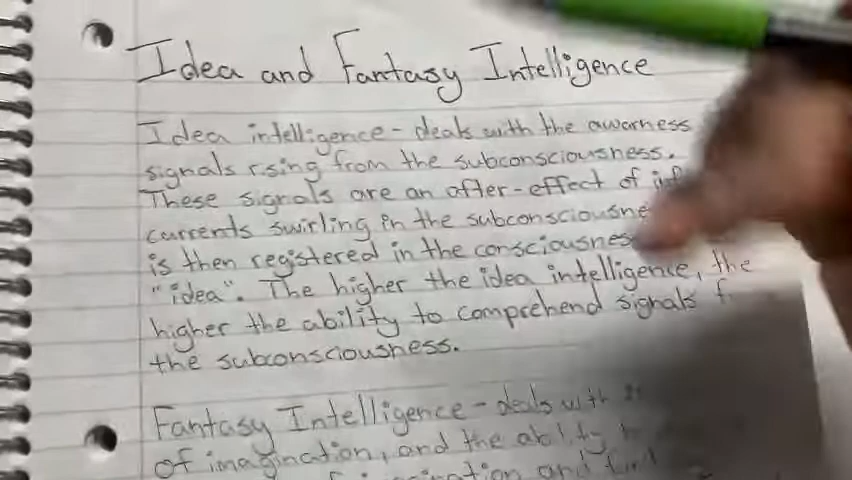 Idea and Fantasy Intelligence
Idea intelligence - deals with the awarness
signals rising from the subconsciousness.
These signals are an after-effect of
currents swirling in the subconsciousne
is then registered in the consciousness
"idea". The higher the idea intelligence, the
higher the ability to comprehend signals f
the subconsciousness.
Fantasy Intelligence - deals with
of imagination, and the ability
and